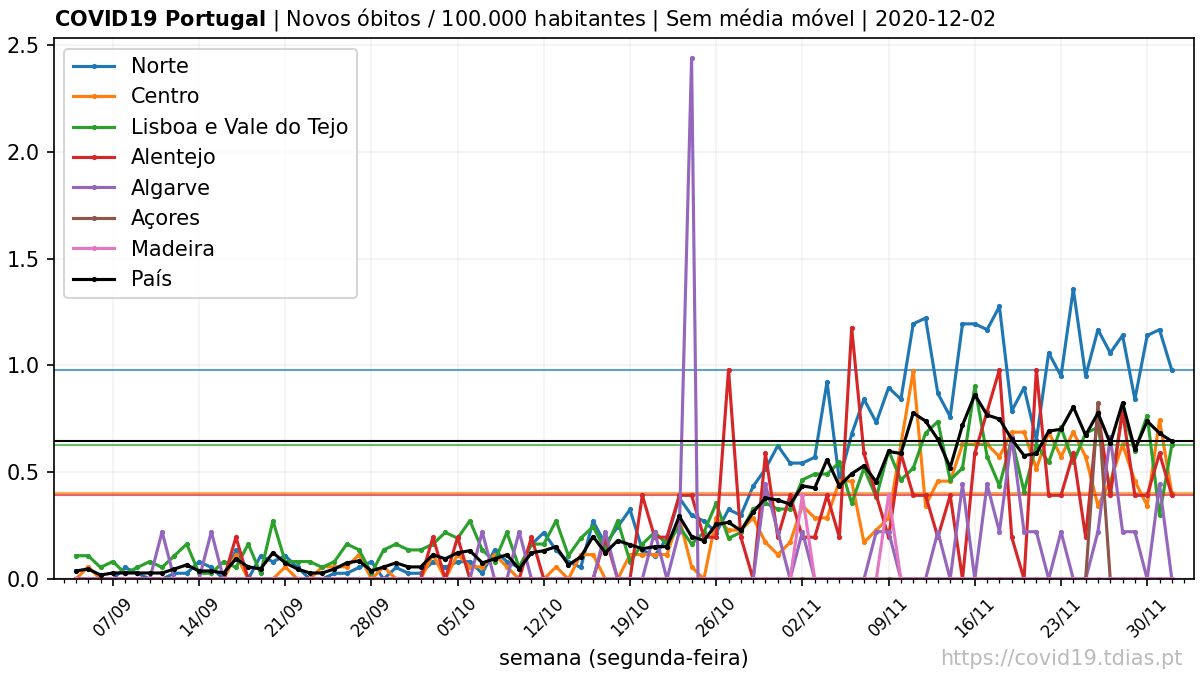 COVID19 Portugal | Novos óbitos / 100.000 habitantes | Sem média móvel | 2020-12-02
2.5
2.0
1.5
1.0
0.5
0.0
Norte
Centro
Lisboa e Vale do Tejo
Alentejo
Algarve
Açores
Madeira
País
07/09 14/09 21/09 28/09 05/10 12/10 19/10 26/10 02/11 09/11 16/11 23/11 30/11
semana (segunda-feira)
https://covid19.tdias.pt